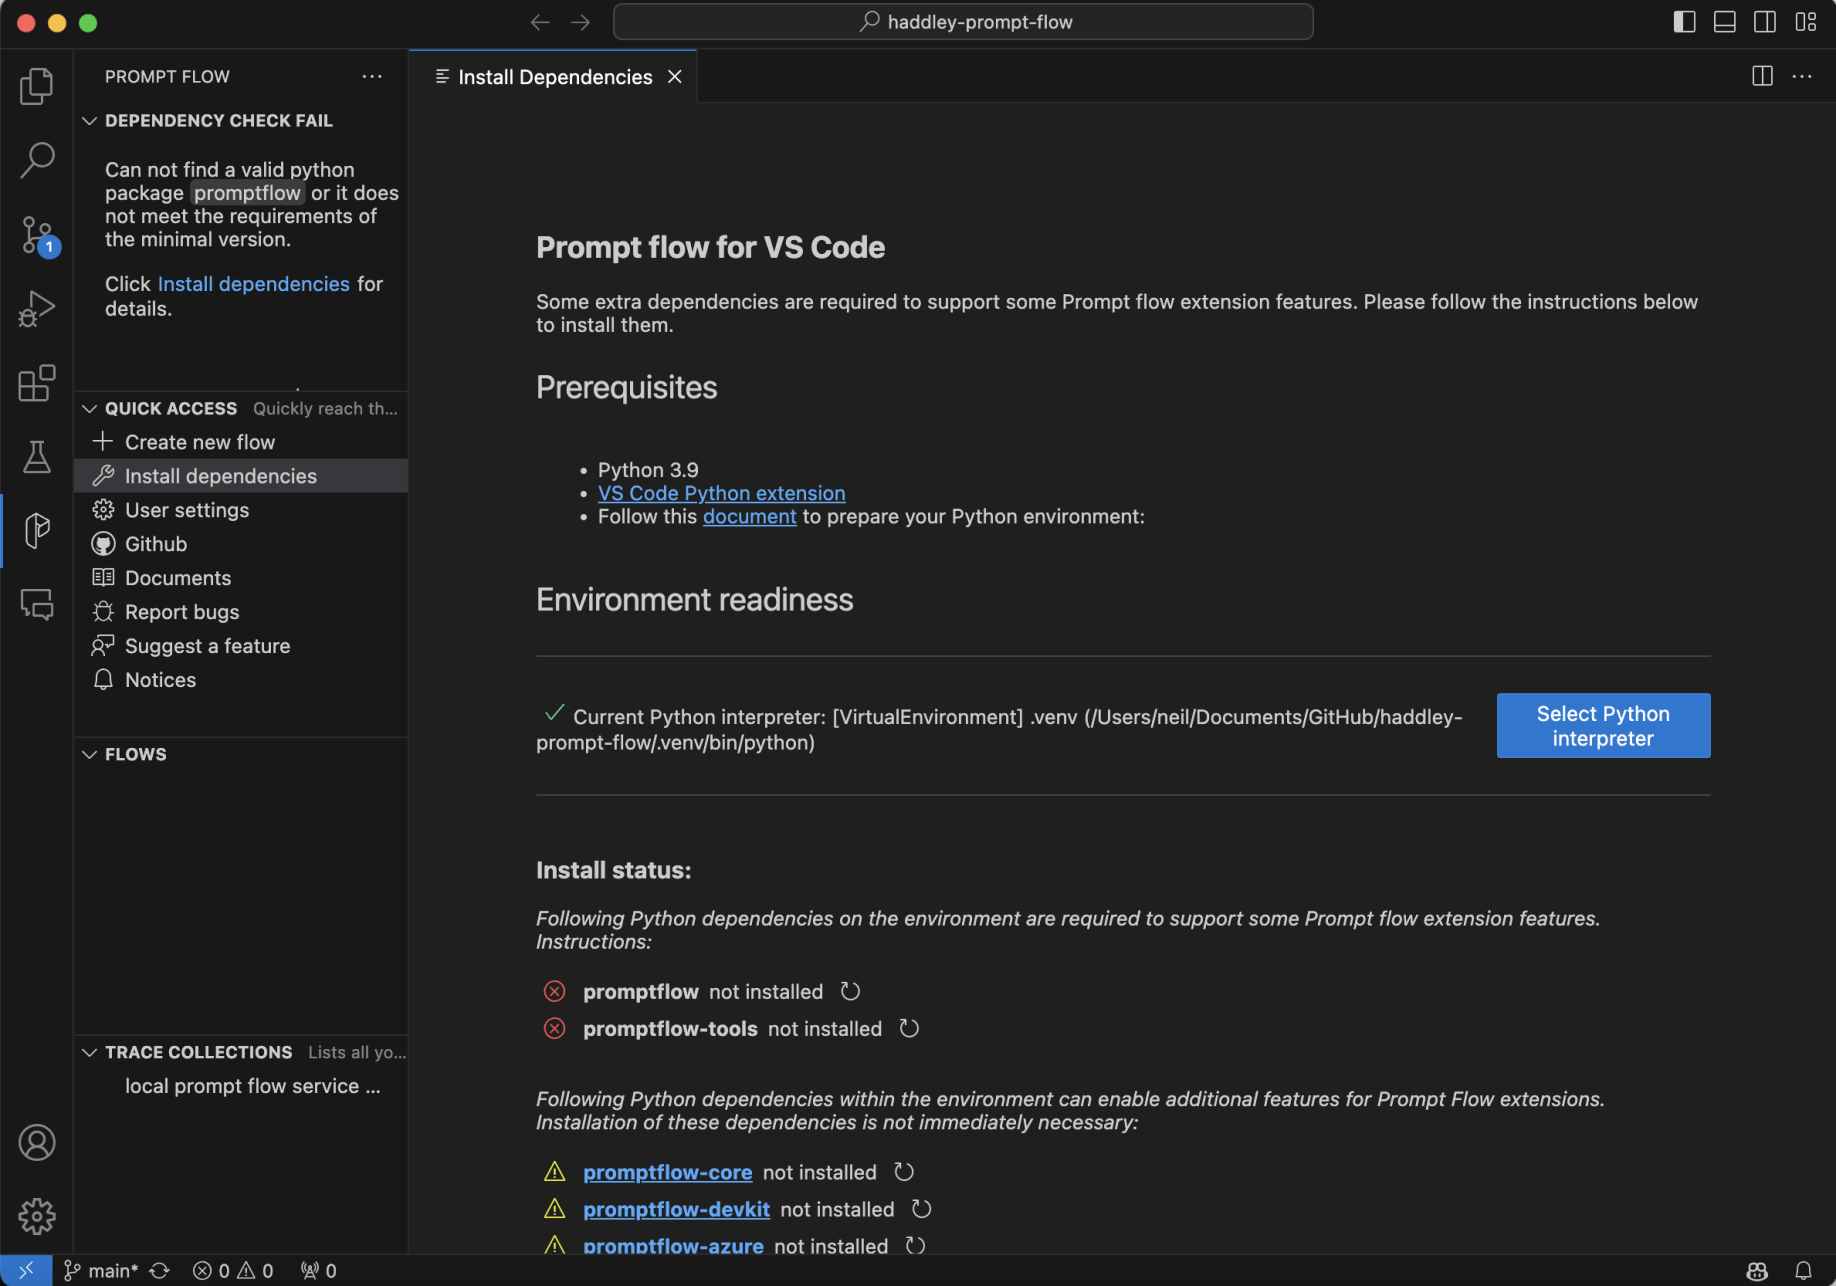 haddley-prompt-flow
PROMPT FLOW
DEPENDENCY CHECK FAIL
Can not find a valid python
package promptflow or it does
not meet the requirements of
the minimal version.
Click Install dependencies for
details.
QUICK ACCESS Quickly reach th...
Create new flow
Install dependencies
User settings
Github
Documents
Report bugs
Suggest a feature
Notices
FLOWS
TRACE COLLECTIONS Lists all yo...
local prompt flow service ...
1
Install Dependencies
Prompt flow for VS Code
Some extra dependencies are required to support some Prompt flow extension features. Please follow the instructions below
to install them.
Prerequisites
• Python 3.9
• VS Code Python extension
• Follow this document to prepare your Python environment:
Environment readiness
Current Python interpreter: [VirtualEnvironment] .venv (/Users/neil/Documents/GitHub/haddley-
prompt-flow/.venv/bin/python)
Select Python
interpreter
Install status:
Following Python dependencies on the environment are required to support some Prompt flow extension features.
Instructions:
promptflow not installed
promptflow-tools not installed
Following Python dependencies within the environment can enable additional features for Prompt Flow extensions.
Installation of these dependencies is not immediately necessary:
promptflow-core not installed
promptflow-devkit not installed
promptflow-azure not installed
main* 0 0 0